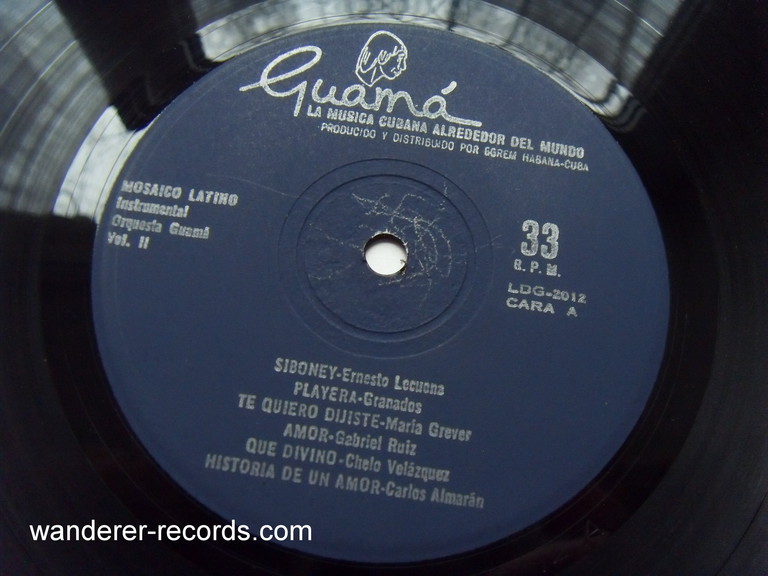 Guamá
LA MUSICA CUBANA ALREDEDOR DEL MUNDO
PRODUCIDO Y DISTRIBUIDO POR EGREM HABANA-CUBA
MOSAICO LATINO
Instrumental
Orquesta Guamá
Vol. II
33
R. P. M.
LDG-2012
CARA A
SIBONEY-Ernesto Lecuona
PLAYERA-Granados
TE QUIERO DIJISTE-María Grever
AMOR-Gabriel Ruiz
QUE DIVINO-Chelo Velázquez
HISTORIA DE UN AMOR-Carlos Almarán
wanderer-records.com